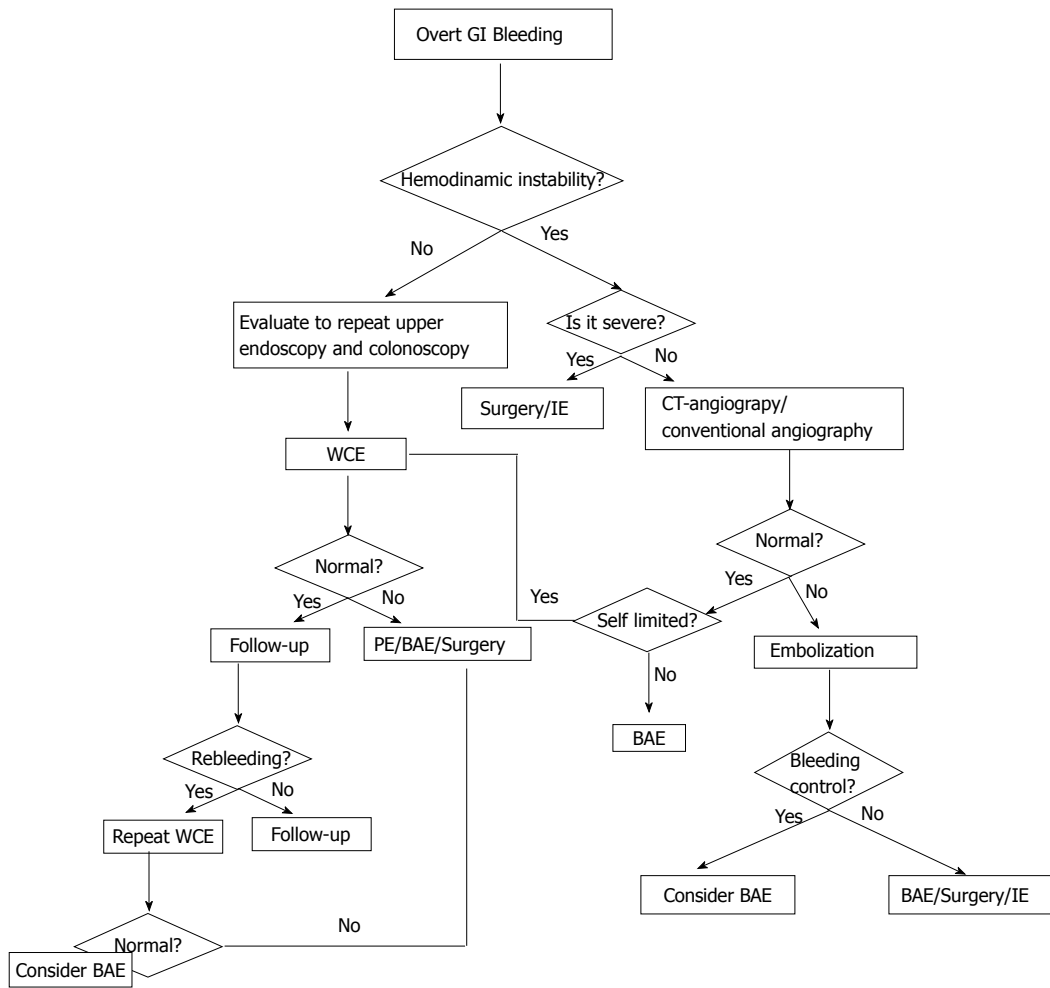 Overt GI Bleeding
Hemodinamic instability?
No
Yes
Evaluate to repeat upper
endoscopy and colonoscopy
Is it severe?
Yes
No
Surgery/IE
CT-angiograpy/
conventional angiography
WCE
Normal?
Yes
No
Normal?
Yes
No
Self limited?
Yes
No
BAE
Follow-up
PE/BAE/Surgery
Embolization
Rebleeding?
Yes
No
Bleeding
control?
Yes
No
Repeat WCE
Follow-up
Consider BAE
BAE/Surgery/IE
Normal?
No
Consider BAE